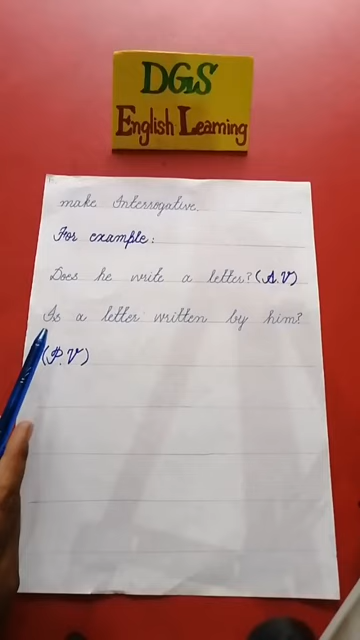 DGS
English Learning
make Interrogative.
For example:
Does he write a letter? (A.V)
Is a letter written by him?
(P.V)